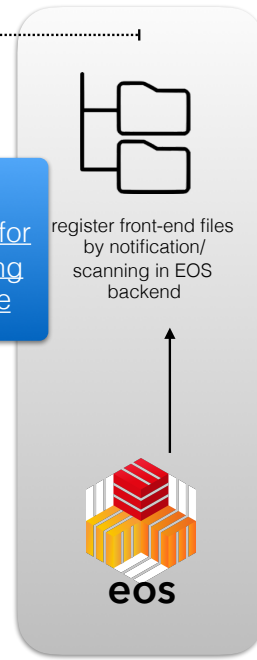 for
ng
e
register front-end files
by notification/
scanning in EOS
backend
eos